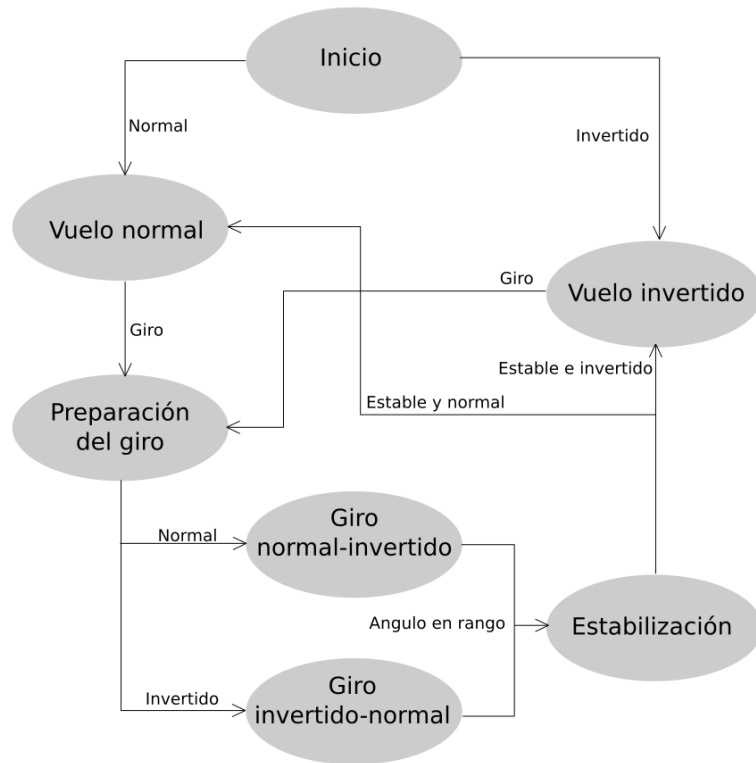 Inicio
Normal
Invertido
Vuelo normal
Vuelo invertido
Giro
Giro
Estable e invertido
Estable y normal
Preparación
del giro
Giro
normal-invertido
Normal
Angulo en rango
Estabilización
Giro
invertido-normal
Invertido